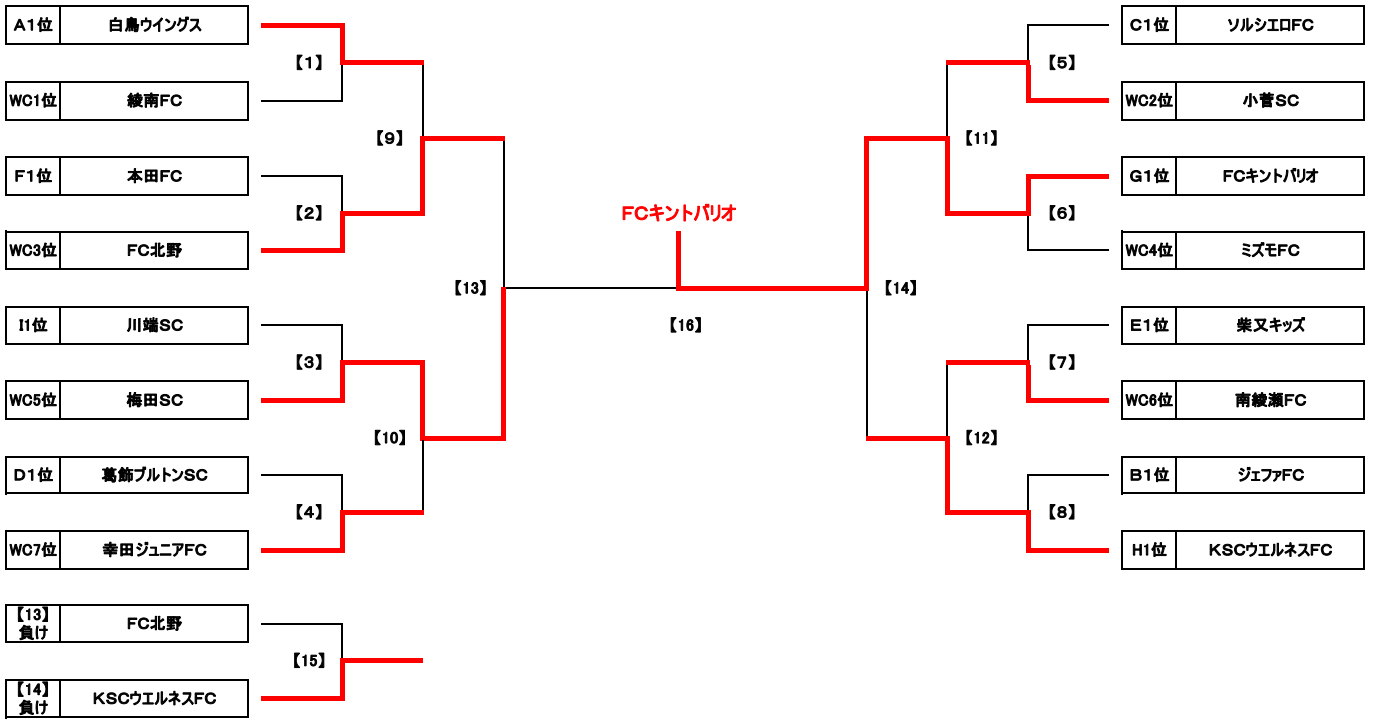 A1位 白鳥ウイングス
【1】
WC1位 綾南FC
【9】
F1位 本田FC
【2】
WC3位 FC北野
【13】
I1位 川端SC
【3】
WC5位 梅田SC
【10】
D1位 葛飾ブルトンSC
【4】
WC7位 幸田ジュニアFC
【13】
負け
FC北野
【15】
【14】
負け
KSCウエルネスFC
FCキントバリオ
【16】
C1位 ソルシエロFC
【5】
WC2位 小菅SC
【11】
G1位 FCキントバリオ
【6】
WC4位 ミズモFC
【14】
E1位 柴又キッズ
【7】
WC6位 南綾瀬FC
【12】
B1位 ジェファFC
【8】
H1位 KSCウエルネスFC